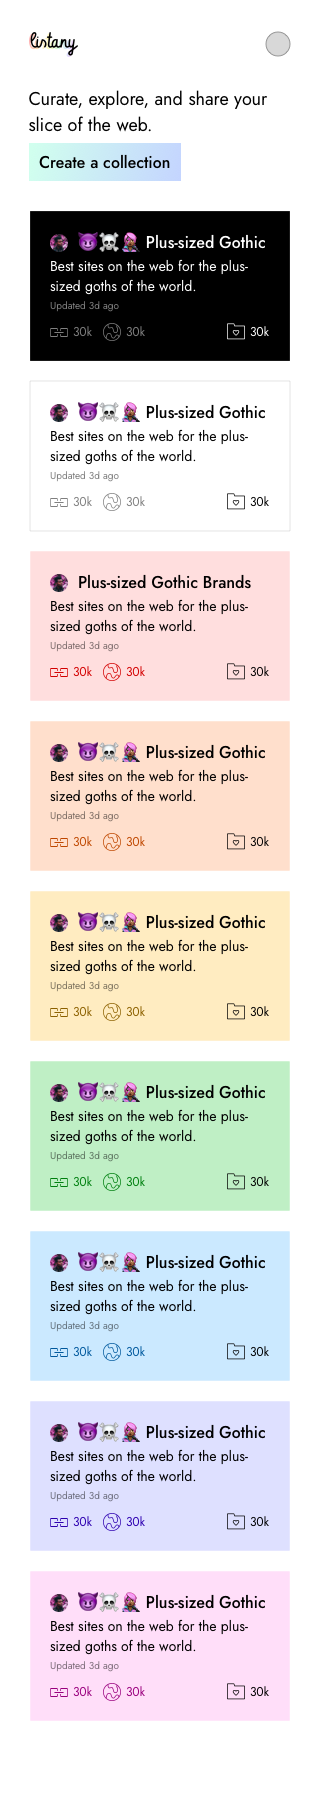 listany
Curate, explore, and share your
slice of the web.
Create a collection
😈☠️🧕🏾 Plus-sized Gothic
Best sites on the web for the plus-
sized goths of the world.
Updated 3d ago
30k 30k 30k
😈☠️🧕🏾 Plus-sized Gothic
Best sites on the web for the plus-
sized goths of the world.
Updated 3d ago
30k 30k 30k
Plus-sized Gothic Brands
Best sites on the web for the plus-
sized goths of the world.
Updated 3d ago
30k 30k 30k
😈☠️🧕🏾 Plus-sized Gothic
Best sites on the web for the plus-
sized goths of the world.
Updated 3d ago
30k 30k 30k
😈☠️🧕🏾 Plus-sized Gothic
Best sites on the web for the plus-
sized goths of the world.
Updated 3d ago
30k 30k 30k
😈☠️🧕🏾 Plus-sized Gothic
Best sites on the web for the plus-
sized goths of the world.
Updated 3d ago
30k 30k 30k
😈☠️🧕🏾 Plus-sized Gothic
Best sites on the web for the plus-
sized goths of the world.
Updated 3d ago
30k 30k 30k
😈☠️🧕🏾 Plus-sized Gothic
Best sites on the web for the plus-
sized goths of the world.
Updated 3d ago
30k 30k 30k
😈☠️🧕🏾 Plus-sized Gothic
Best sites on the web for the plus-
sized goths of the world.
Updated 3d ago
30k 30k 30k